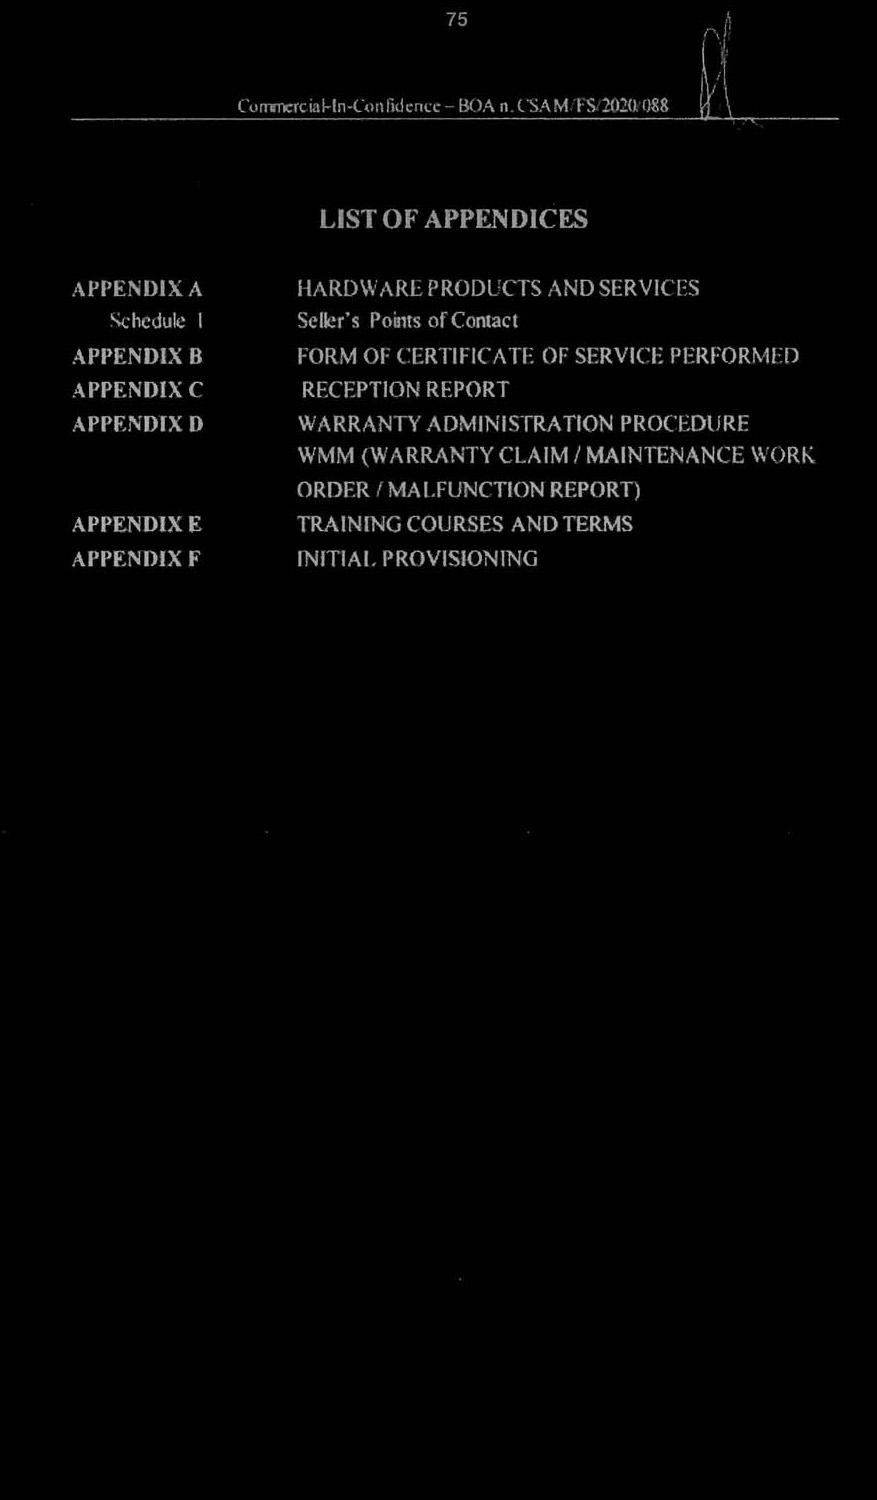 75
Commercial-In-Confidence – BOA n. CSAM/FS/2020/088
LIST OF APPENDICES
APPENDIX A HARDWARE PRODUCTS AND SERVICES
Schedule 1 Seller's Points of Contact
APPENDIX B FORM OF CERTIFICATE OF SERVICE PERFORMED
APPENDIX C RECEPTION REPORT
APPENDIX D WARRANTY ADMINISTRATION PROCEDURE
WMM (WARRANTY CLAIM / MAINTENANCE WORK
ORDER / MALFUNCTION REPORT)
APPENDIX E TRAINING COURSES AND TERMS
APPENDIX F INITIAL PROVISIONING